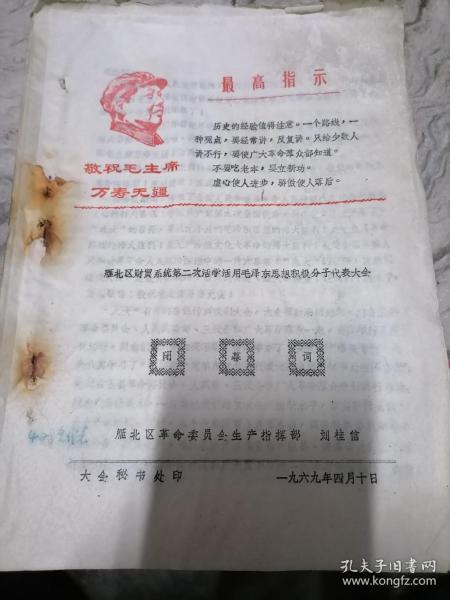 最高指示
历史的经验值得注意。一个路线，一
种观点，要经常讲，反复讲。只给少数人
讲不行，要使广大革命群众都知道。
不要吃老本，要立新功。
虚心使人进步，骄傲使人落后。
敬祝毛主席
万寿无疆
雁北区财贸系统第二次活学活用毛泽东思想积极分子代表大会
闭幕词
雁北区革命委员会生产指挥部 刘桂信
大会秘书处印 一九六九年四月十日
孔夫子旧书网
www.kongfz.com